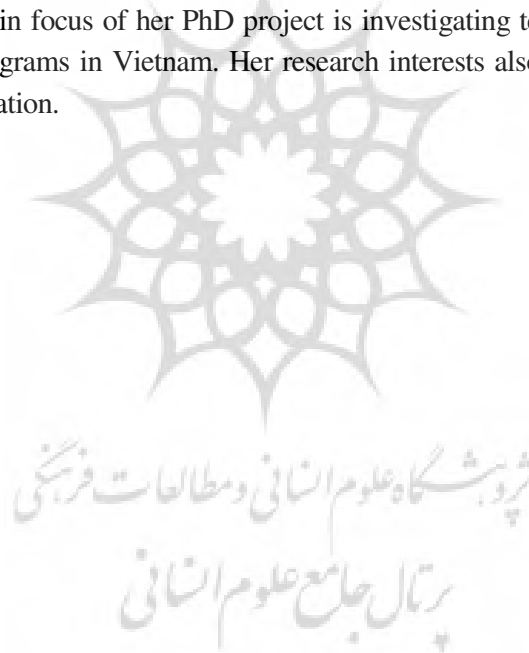 in focus of her PhD project is investigating t
grams in Vietnam. Her research interests also
ation.
پژوهشگاه علوم انسانی و مطالعات فرهنگی
پرتال جامع علوم انسانی